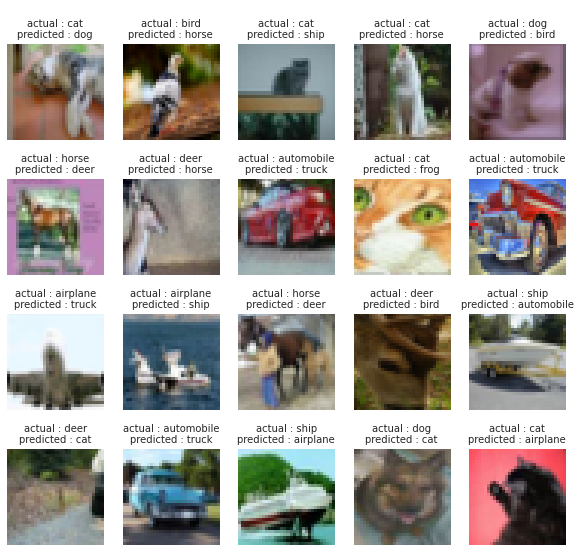 actual : cat
predicted : dog
actual : bird
predicted : horse
actual : cat
predicted : ship
actual : cat
predicted : horse
actual : dog
predicted : bird
actual : horse
predicted : deer
actual : deer
predicted : horse
actual : automobile
predicted : truck
actual : cat
predicted : frog
actual : automobile
predicted : truck
actual : airplane
predicted : truck
actual : airplane
predicted : ship
actual : horse
predicted : deer
actual : deer
predicted : bird
actual : ship
predicted : automobile
actual : deer
predicted : cat
actual : automobile
predicted : truck
actual : ship
predicted : airplane
actual : dog
predicted : cat
actual : cat
predicted : airplane